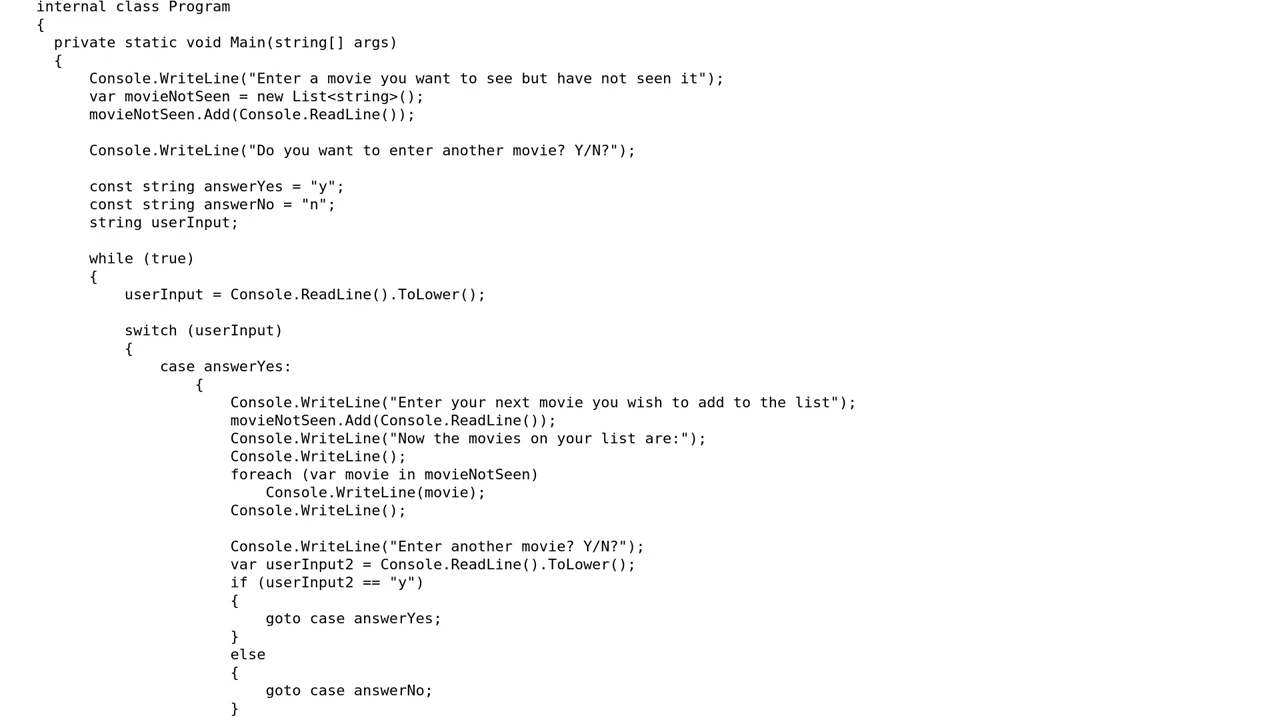 internal class Program
{
private static void Main(string[] args)
{
Console.WriteLine("Enter a movie you want to see but have not seen it");
var movieNotSeen = new List<string>();
movieNotSeen.Add(Console.ReadLine());
Console.WriteLine("Do you want to enter another movie? Y/N?");
const string answerYes = "y";
const string answerNo = "n";
string userInput;
while (true)
{
userInput = Console.ReadLine().ToLower();
switch (userInput)
{
case answerYes:
{
Console.WriteLine("Enter your next movie you wish to add to the list");
movieNotSeen.Add(Console.ReadLine());
Console.WriteLine("Now the movies on your list are:");
Console.WriteLine();
foreach (var movie in movieNotSeen)
Console.WriteLine(movie);
Console.WriteLine();
Console.WriteLine("Enter another movie? Y/N?");
var userInput2 = Console.ReadLine().ToLower();
if (userInput2 == "y")
{
goto case answerYes;
}
else
{
goto case answerNo;
}